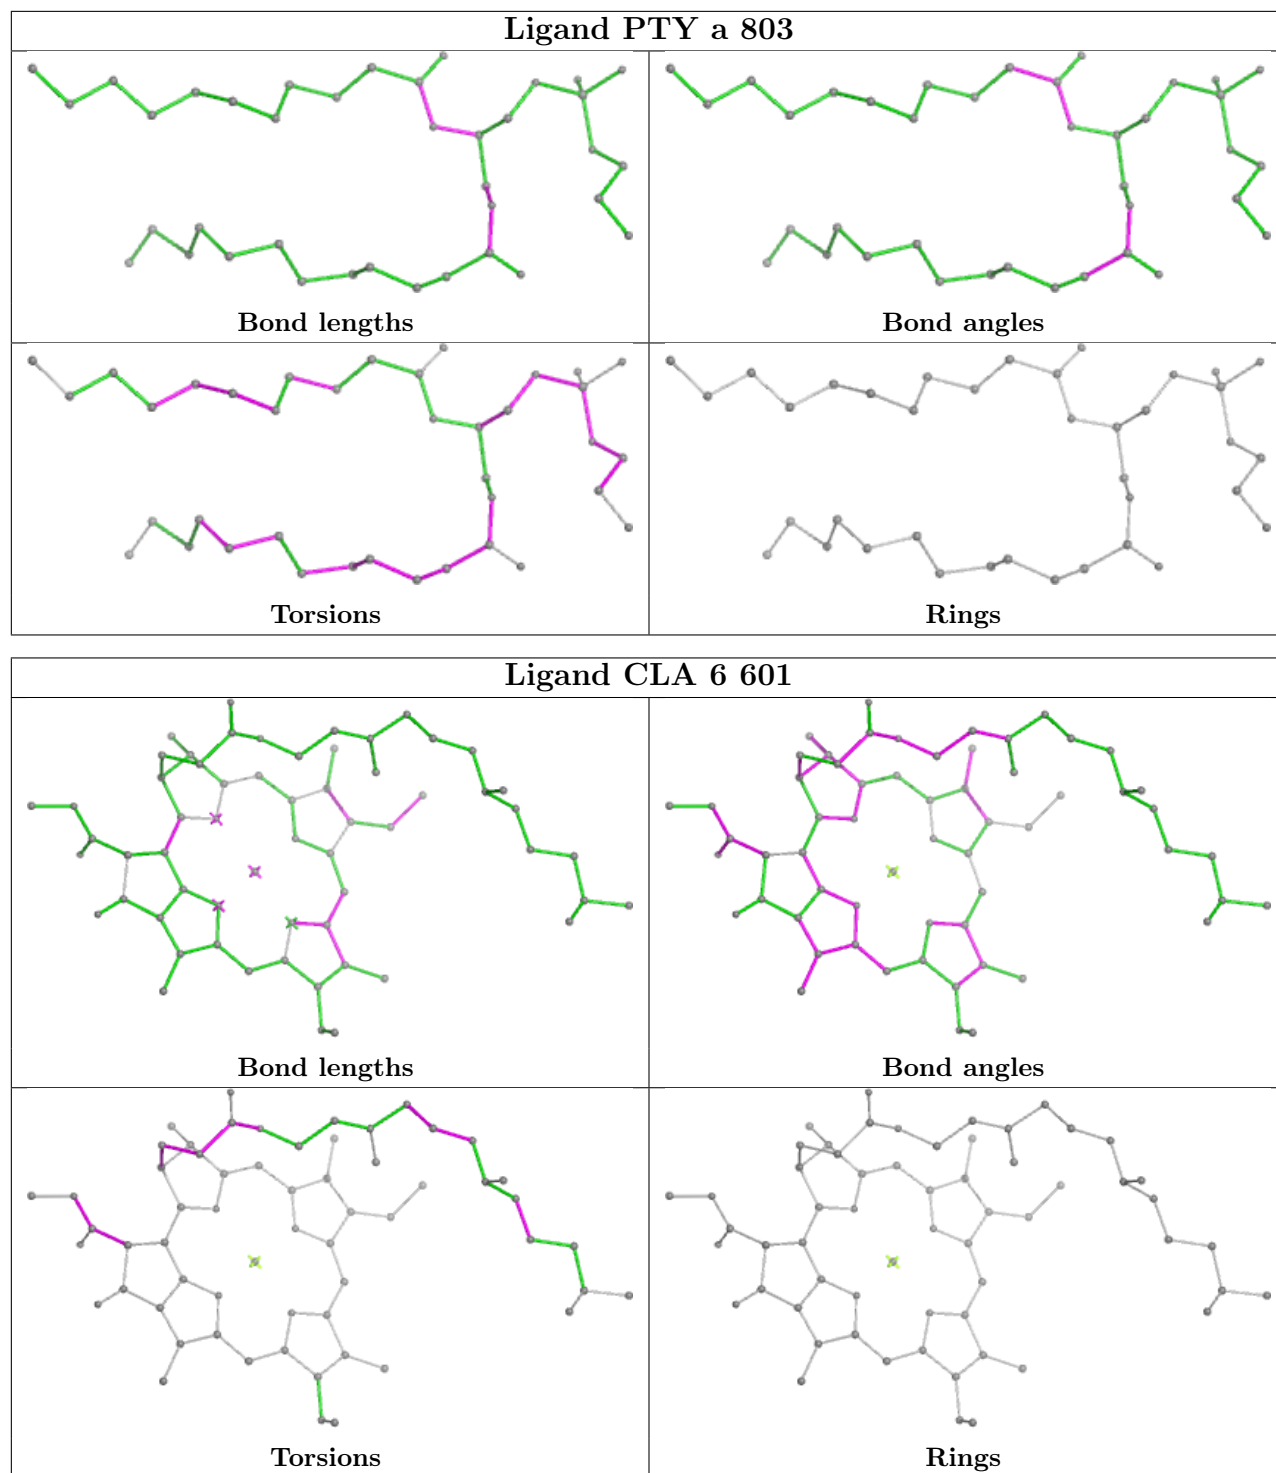 Ligand PTY a 803
Bond lengths
Bond angles
Torsions
Rings
Ligand CLA 6 601
Bond lengths
Bond angles
Torsions
Rings